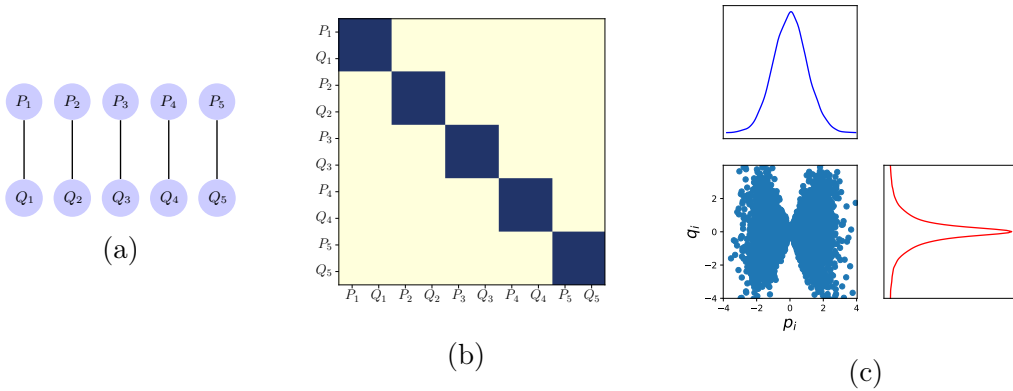 P₁ P₂ P₃ P₄ P₅
Q₁ Q₂ Q₃ Q₄ Q₅
(a)
P₁
Q₁
P₂
Q₂
P₃
Q₃
P₄
Q₄
P₅
Q₅
P₁ Q₁ P₂ Q₂ P₃ Q₃ P₄ Q₄ P₅ Q₅
(b)
qᵢ
2
0
−2
−4
−4 −2 0 2 4
pᵢ
(c)